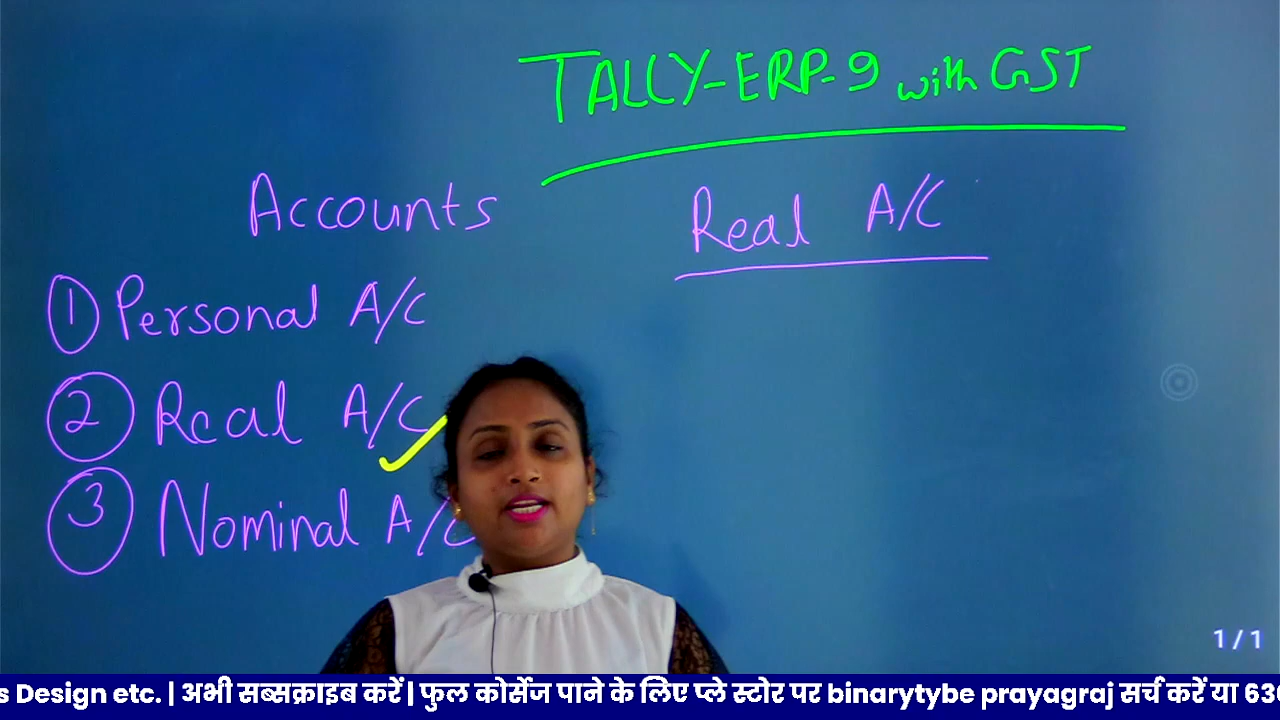 TALLY-ERP-9 with GST
Accounts
① Personal A/C
② Real A/C
③ Nominal A/C
Real A/C
1/1
s Design etc. | अभी सब्सक्राइब करें | फुल कोर्सेज पाने के लिए प्ले स्टोर पर binarytybe prayagraj सर्च करें या 630